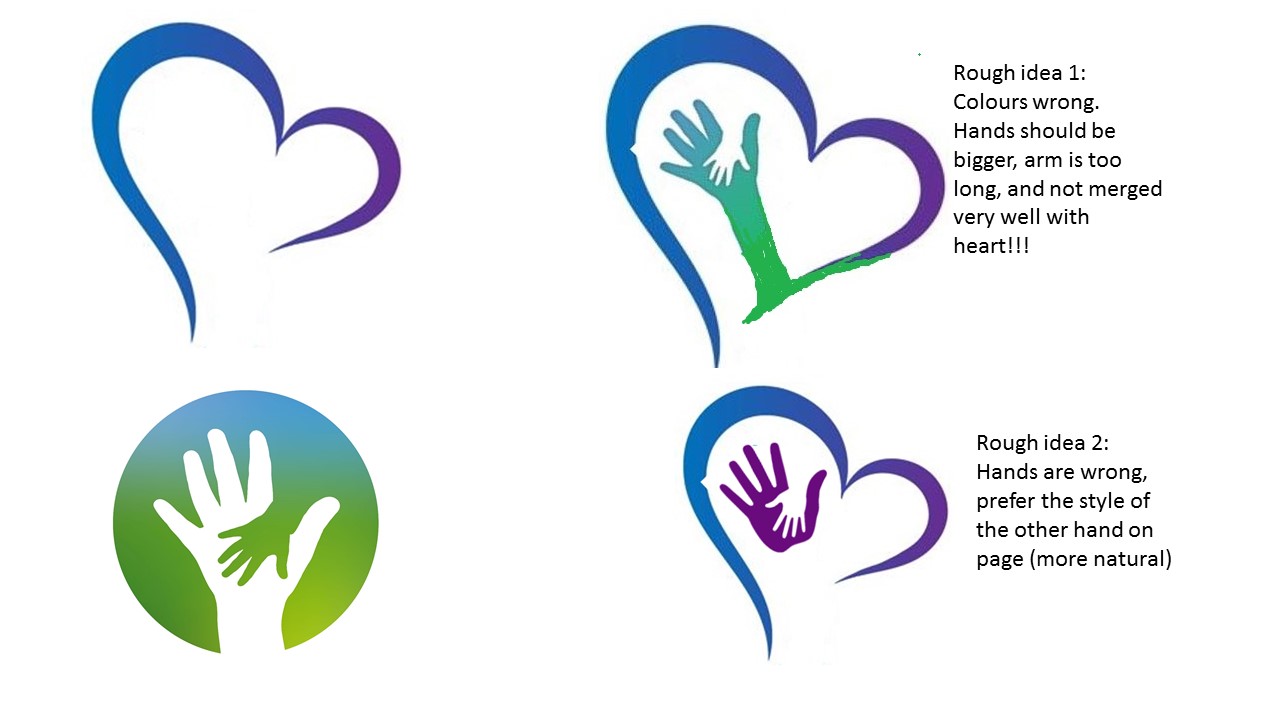 Rough idea 1:
Colours wrong.
Hands should be
bigger, arm is too
long, and not merged
very well with
heart!!!
Rough idea 2:
Hands are wrong,
prefer the style of
the other hand on
page (more natural)